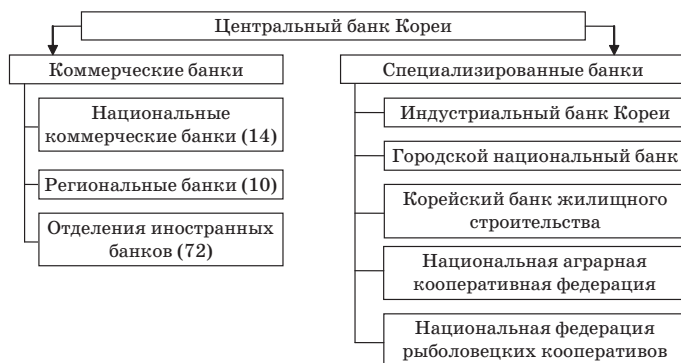 Центральный банк Кореи
Коммерческие банки
Национальные
коммерческие банки (14)
Региональные банки (10)
Отделения иностранных
банков (72)
Специализированные банки
Индустриальный банк Кореи
Городской национальный банк
Корейский банк жилищного
строительства
Национальная аграрная
кооперативная федерация
Национальная федерация
рыболовецких кооперативов